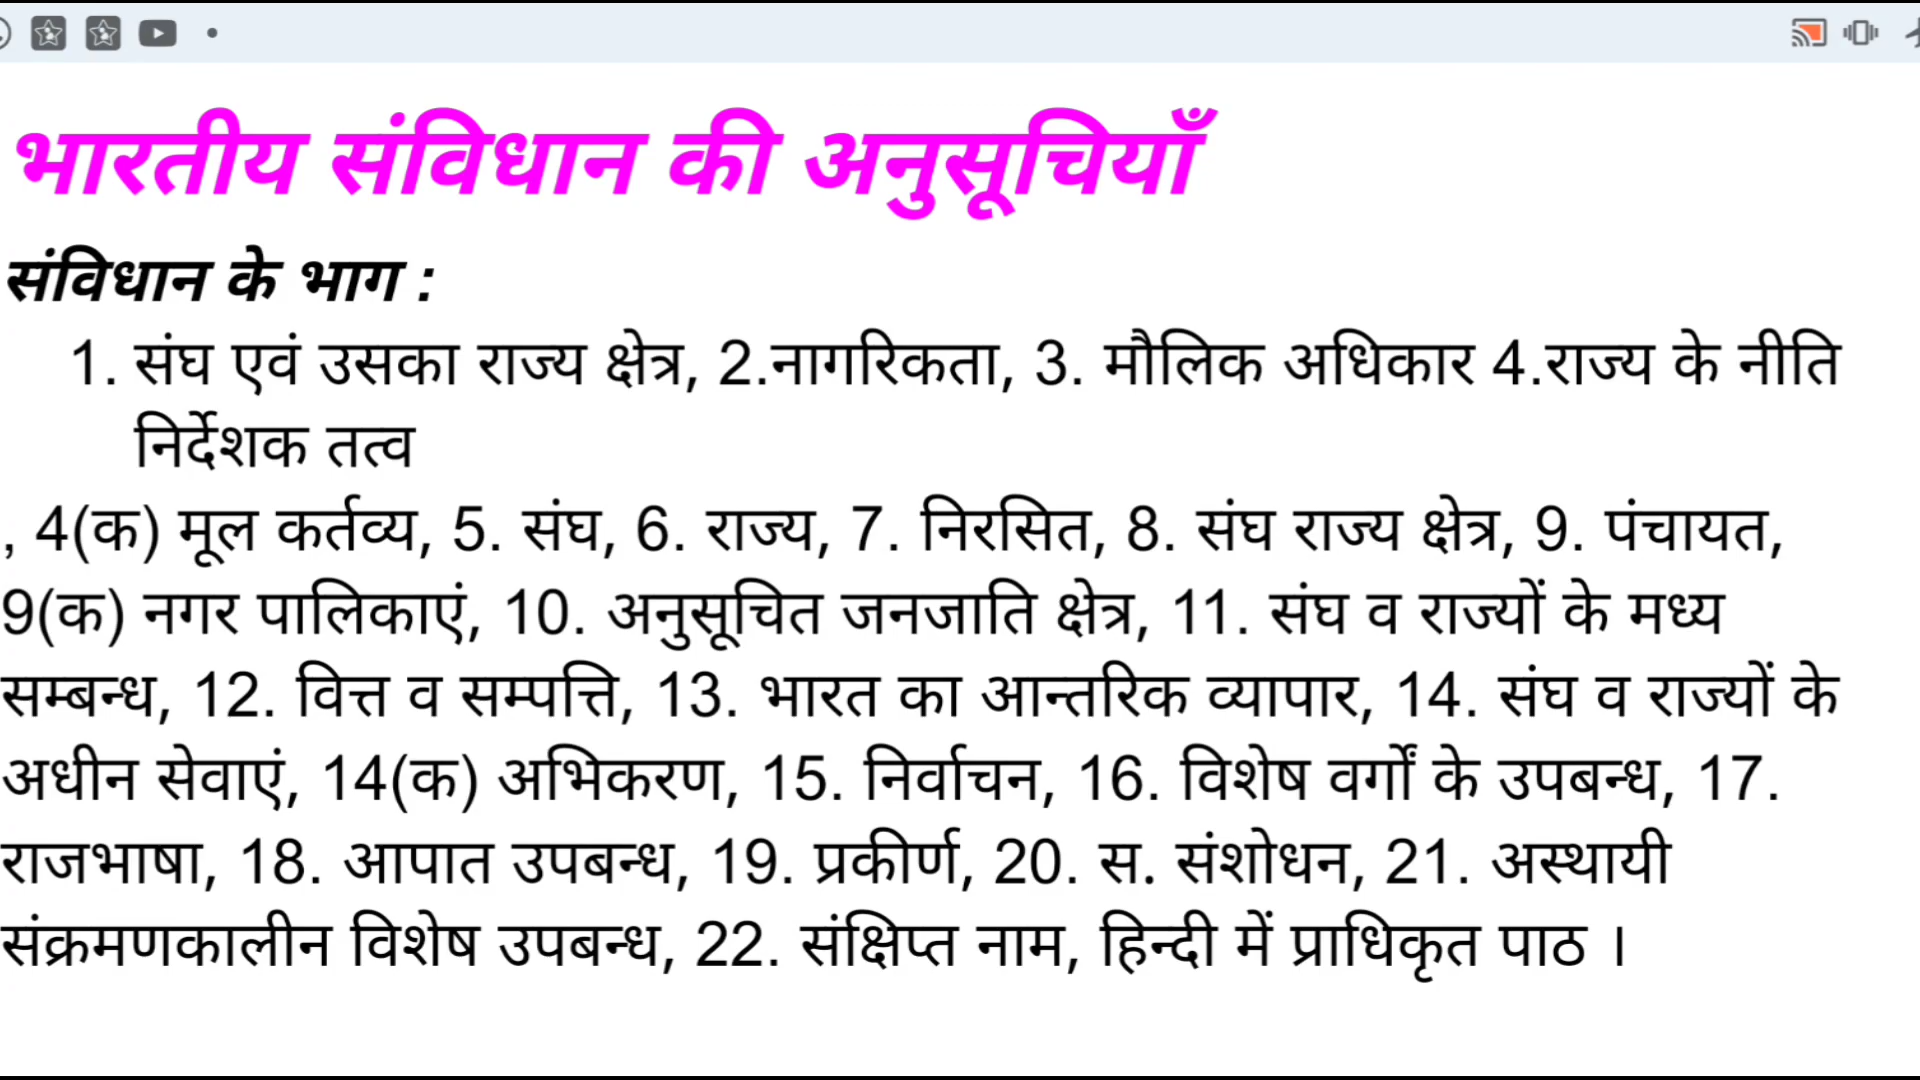 भारतीय संविधान की अनुसूचियाँ
संविधान के भाग :
1. संघ एवं उसका राज्य क्षेत्र, 2.नागरिकता, 3. मौलिक अधिकार 4.राज्य के नीति
निर्देशक तत्व
, 4(क) मूल कर्तव्य, 5. संघ, 6. राज्य, 7. निरसित, 8. संघ राज्य क्षेत्र, 9. पंचायत,
9(क) नगर पालिकाएं, 10. अनुसूचित जनजाति क्षेत्र, 11. संघ व राज्यों के मध्य
सम्बन्ध, 12. वित्त व सम्पत्ति, 13. भारत का आन्तरिक व्यापार, 14. संघ व राज्यों के
अधीन सेवाएं, 14(क) अभिकरण, 15. निर्वाचन, 16. विशेष वर्गों के उपबन्ध, 17.
राजभाषा, 18. आपात उपबन्ध, 19. प्रकीर्ण, 20. स. संशोधन, 21. अस्थायी
संक्रमणकालीन विशेष उपबन्ध, 22. संक्षिप्त नाम, हिन्दी में प्राधिकृत पाठ ।